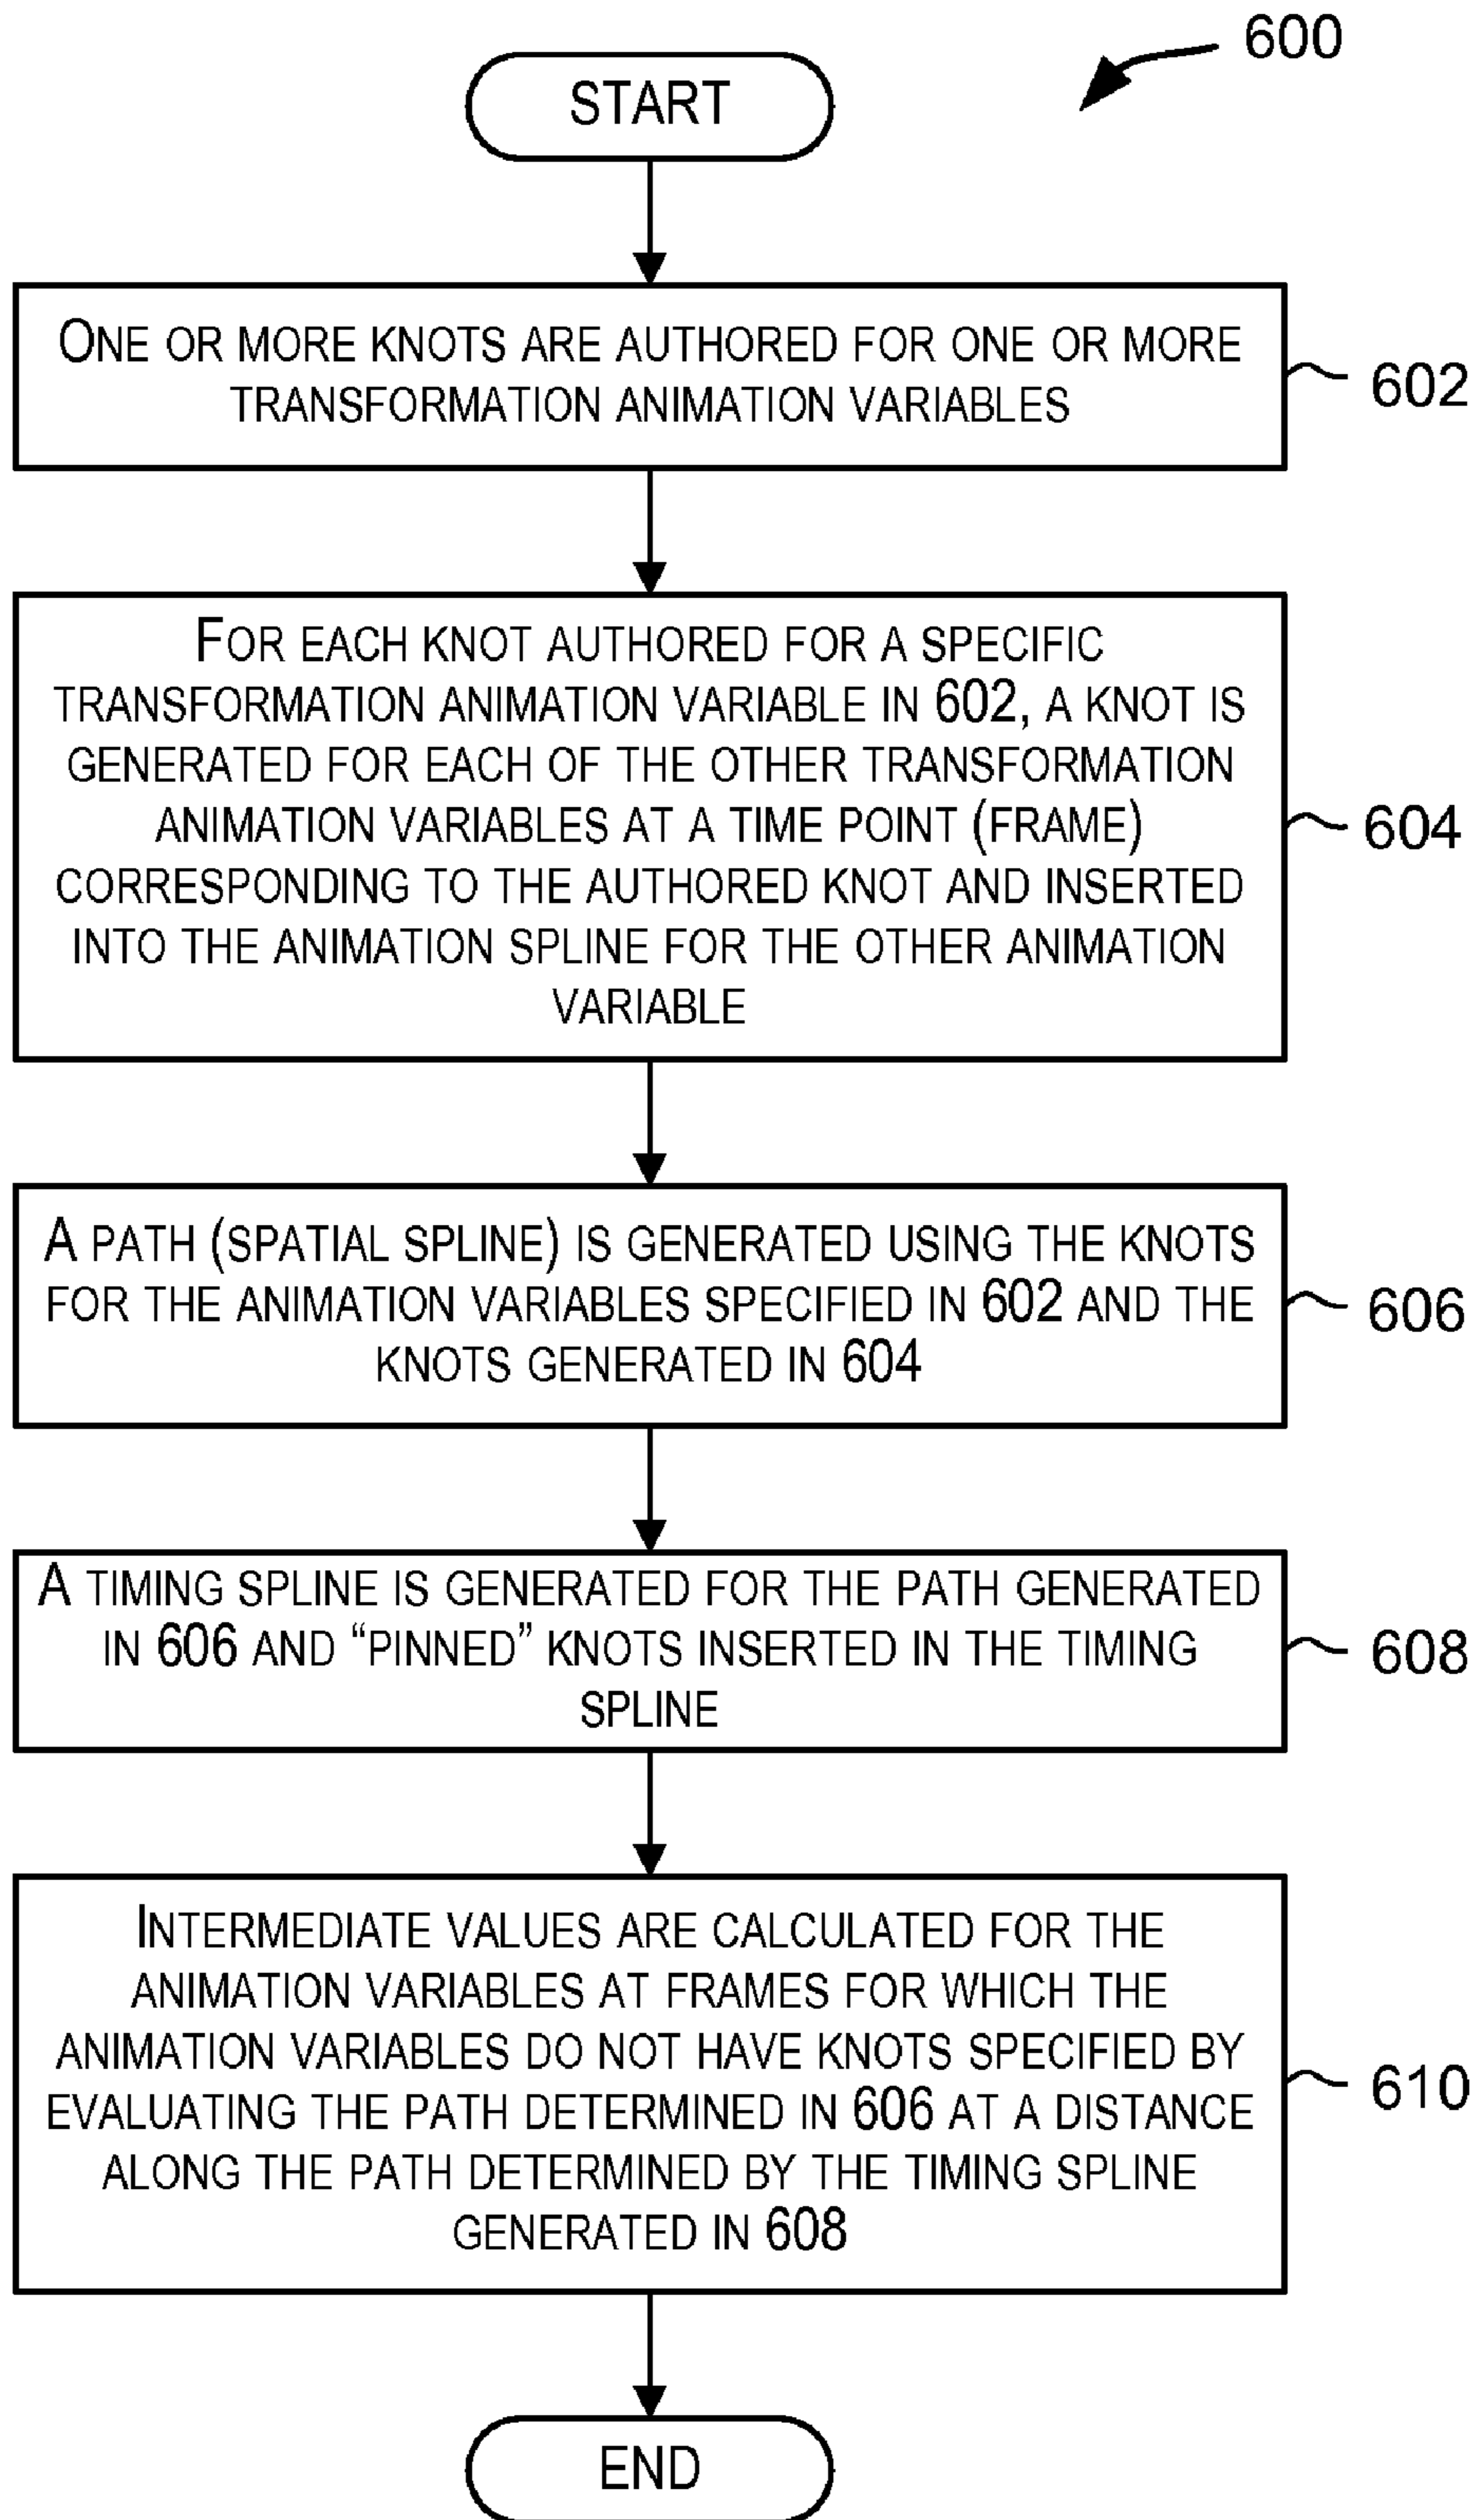 600
START
ONE OR MORE KNOTS ARE AUTHORED FOR ONE OR MORE
TRANSFORMATION ANIMATION VARIABLES
602
FOR EACH KNOT AUTHORED FOR A SPECIFIC
TRANSFORMATION ANIMATION VARIABLE IN 602, A KNOT IS
GENERATED FOR EACH OF THE OTHER TRANSFORMATION
ANIMATION VARIABLES AT A TIME POINT (FRAME)
CORRESPONDING TO THE AUTHORED KNOT AND INSERTED
INTO THE ANIMATION SPLINE FOR THE OTHER ANIMATION
VARIABLE
604
A PATH (SPATIAL SPLINE) IS GENERATED USING THE KNOTS
FOR THE ANIMATION VARIABLES SPECIFIED IN 602 AND THE
KNOTS GENERATED IN 604
606
A TIMING SPLINE IS GENERATED FOR THE PATH GENERATED
IN 606 AND “PINNED” KNOTS INSERTED IN THE TIMING
SPLINE
608
INTERMEDIATE VALUES ARE CALCULATED FOR THE
ANIMATION VARIABLES AT FRAMES FOR WHICH THE
ANIMATION VARIABLES DO NOT HAVE KNOTS SPECIFIED BY
EVALUATING THE PATH DETERMINED IN 606 AT A DISTANCE
ALONG THE PATH DETERMINED BY THE TIMING SPLINE
GENERATED IN 608
610
END